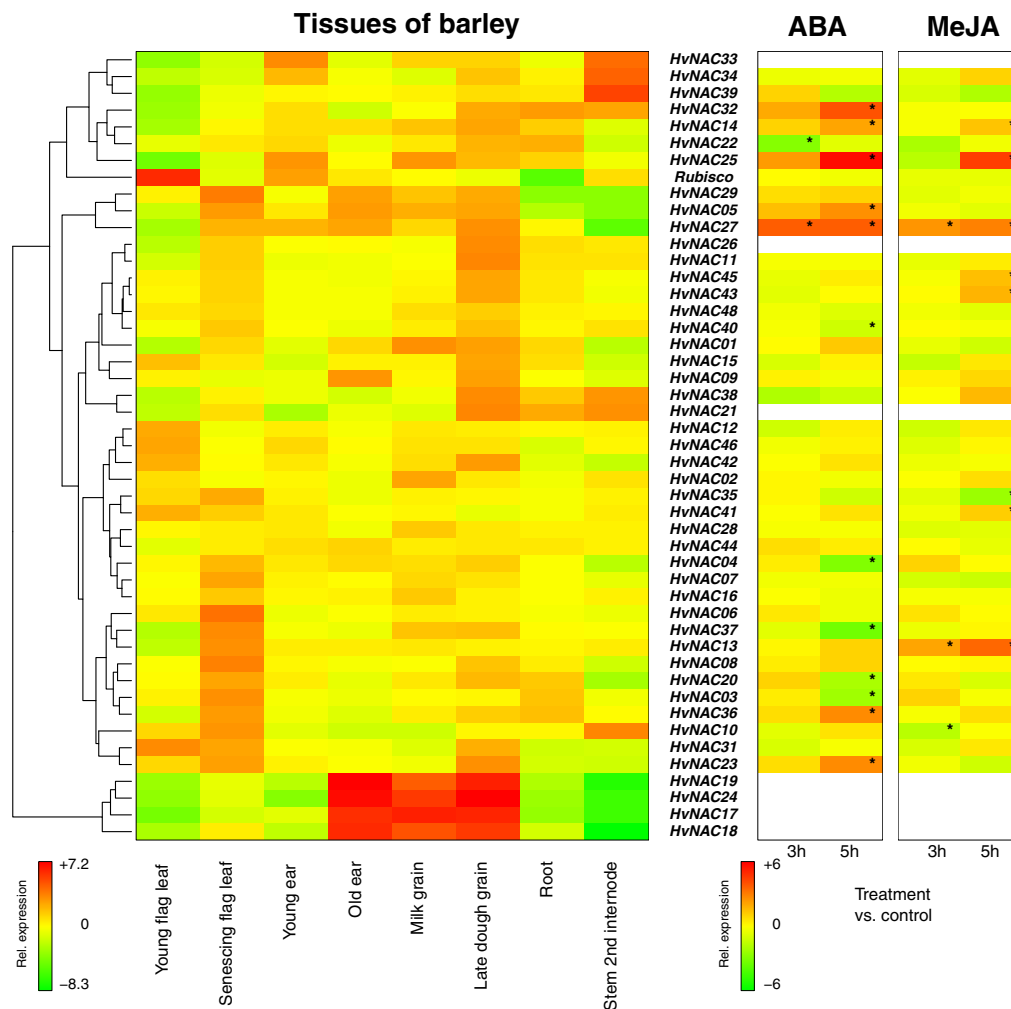 Tissues of barley
ABA
MeJA
HvNAC33
HvNAC34
HvNAC39
HvNAC32
*
HvNAC14
* *
HvNAC22
*
HvNAC25
* *
Rubisco
HvNAC29
HvNAC05
*
HvNAC27
* * * *
HvNAC26
HvNAC11
HvNAC45
*
HvNAC43
*
HvNAC48
HvNAC40
*
HvNAC01
HvNAC15
HvNAC09
HvNAC38
HvNAC21
HvNAC12
HvNAC46
HvNAC42
HvNAC02
HvNAC35
*
HvNAC41
*
HvNAC28
HvNAC44
HvNAC04
*
HvNAC07
HvNAC16
HvNAC06
HvNAC37
*
HvNAC13
* *
HvNAC08
HvNAC20
*
HvNAC03
*
HvNAC36
*
HvNAC10
*
HvNAC31
HvNAC23
*
HvNAC19
HvNAC24
HvNAC17
HvNAC18
3h 5h 3h 5h
Rel. expression
+7.2
0
−8.3
Young flag leaf
Senescing flag leaf
Young ear
Old ear
Milk grain
Late dough grain
Root
Stem 2nd internode
Rel. expression
+6
0
−6
Treatment
vs. control